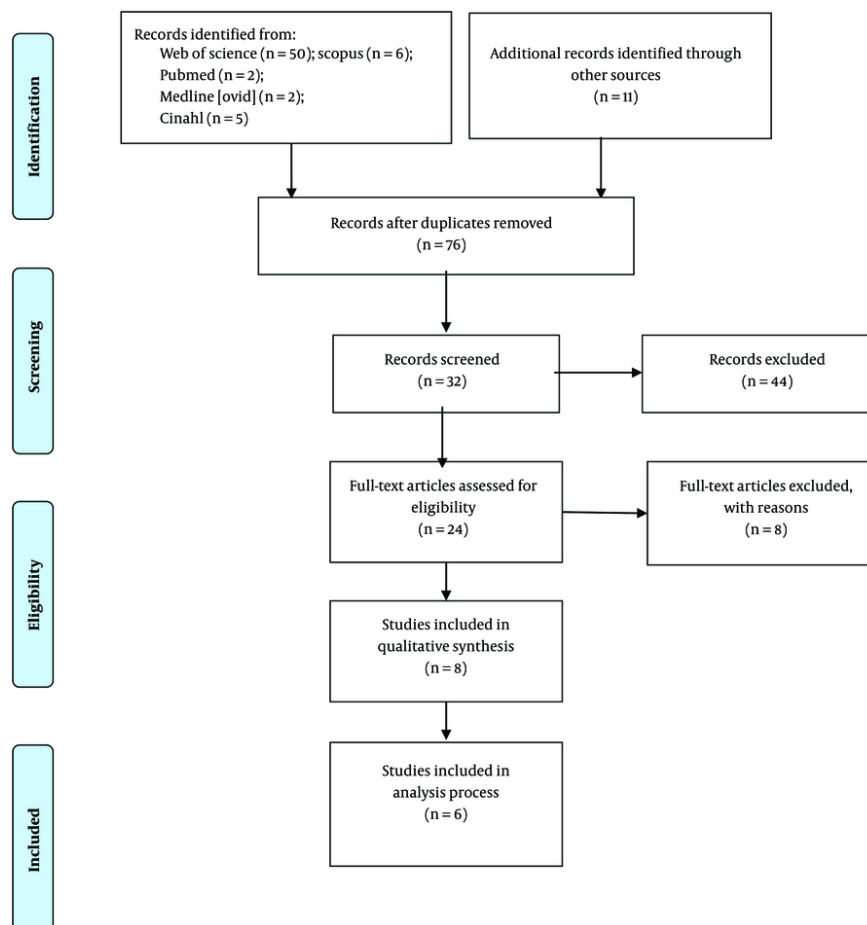 Identification
Records identified from:
Web of science (n = 50); scopus (n = 6);
Pubmed (n = 2);
Medline [ovid] (n = 2);
Cinahl (n = 5)
Additional records identified through
other sources
(n = 11)
Records after duplicates removed
(n = 76)
Screening
Records screened
(n = 32)
Records excluded
(n = 44)
Eligibility
Full-text articles assessed for
eligibility
(n = 24)
Full-text articles excluded,
with reasons
(n = 8)
Studies included in
qualitative synthesis
(n = 8)
Included
Studies included in
analysis process
(n = 6)